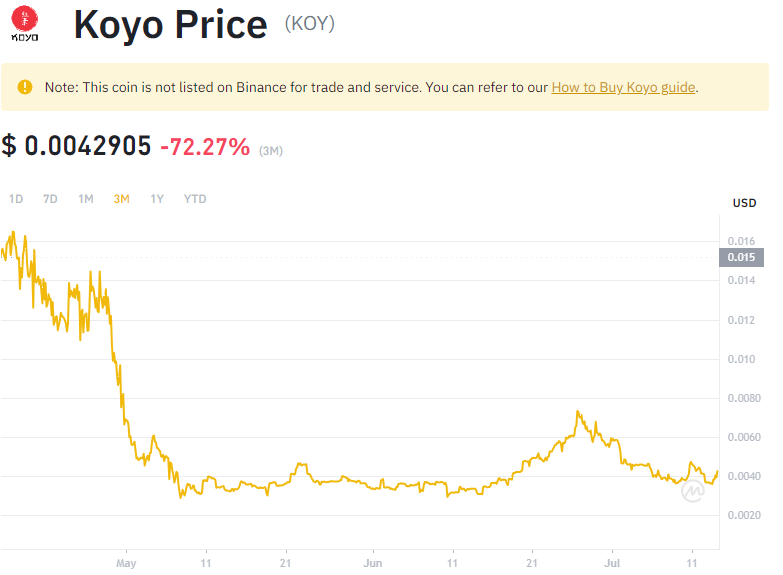 KOYO
Koyo Price (KOY)
Note: This coin is not listed on Binance for trade and service. You can refer to our How to Buy Koyo guide.
$ 0.0042905 -72.27% (3M)
1D 7D 1M 3M 1Y YTD
USD
0.016
0.015
0.014
0.012
0.010
0.0080
0.0060
0.0040
0.0020
May 11 21 Jun 11 21 Jul 11